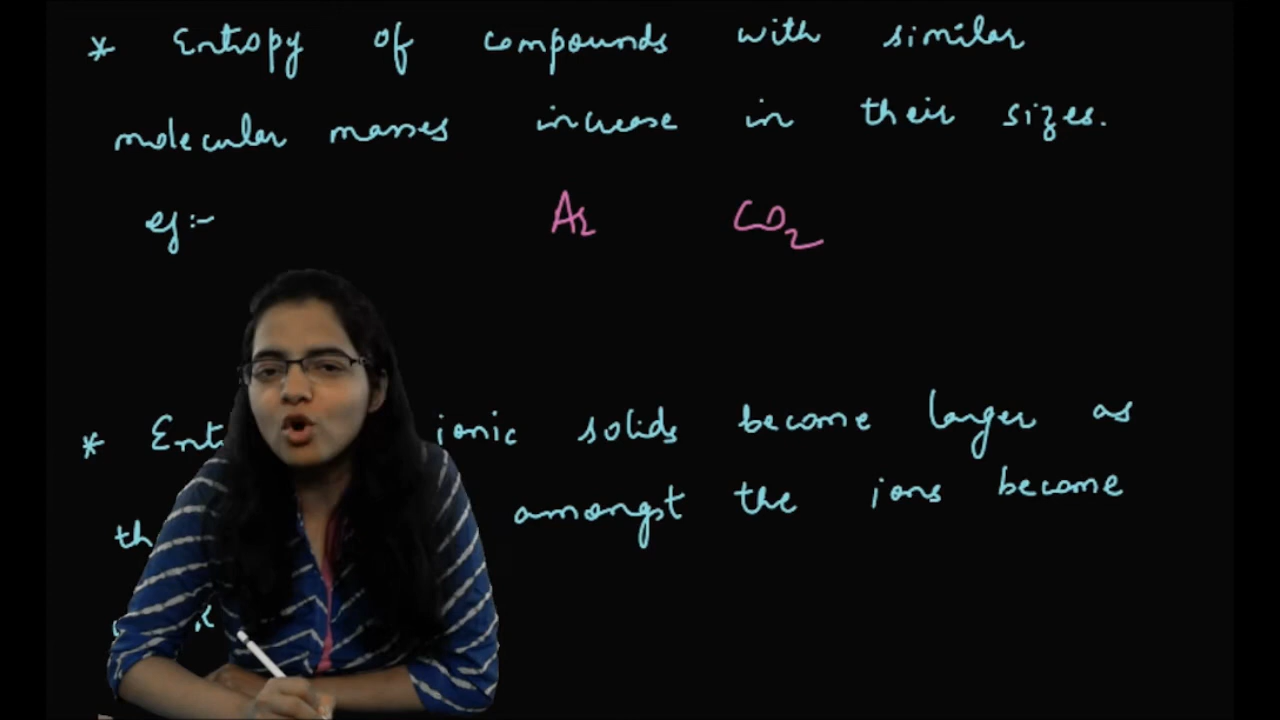 * Entropy of compounds with similar
molecular masses increase in their sizes.
eg :- Ar CO2
* Ent ionic solids become larger as
th amongst the ions become